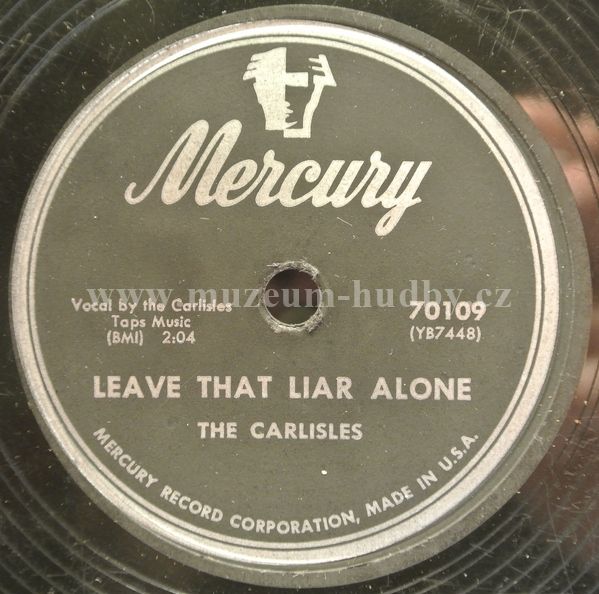 Mercury
www.muzeum-hudby.cz
Vocal by the Carlisles
Taps Music
(BMI) 2:04
70109
(YB7448)
LEAVE THAT LIAR ALONE
THE CARLISLES
MERCURY RECORD CORPORATION, MADE IN U.S.A.